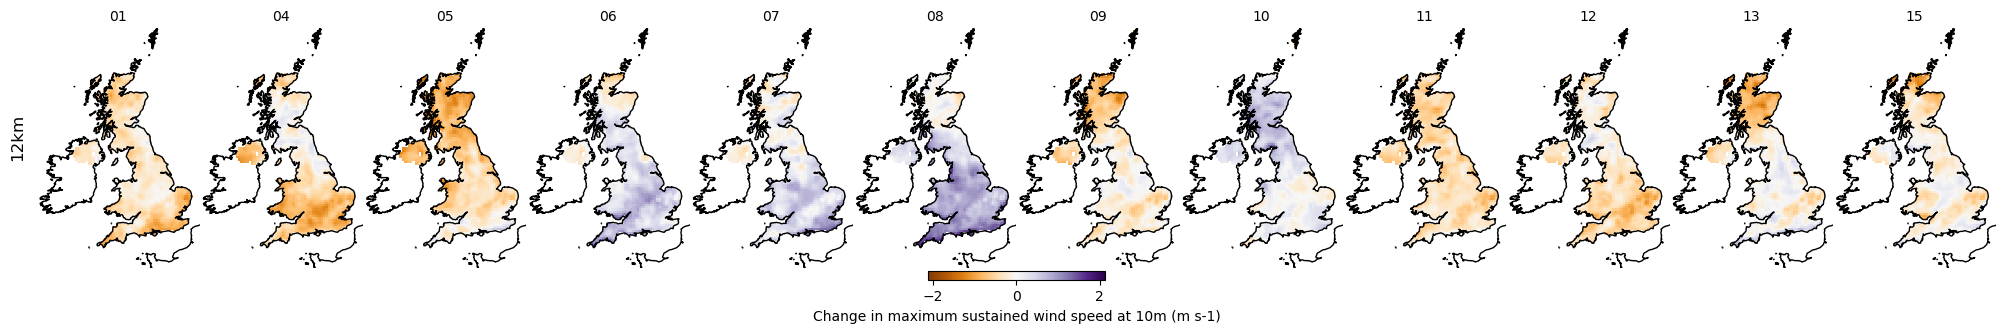 01 04 05 06 07 08 09 10 11 12 13 15
12km
−2 0 2
Change in maximum sustained wind speed at 10m (m s-1)